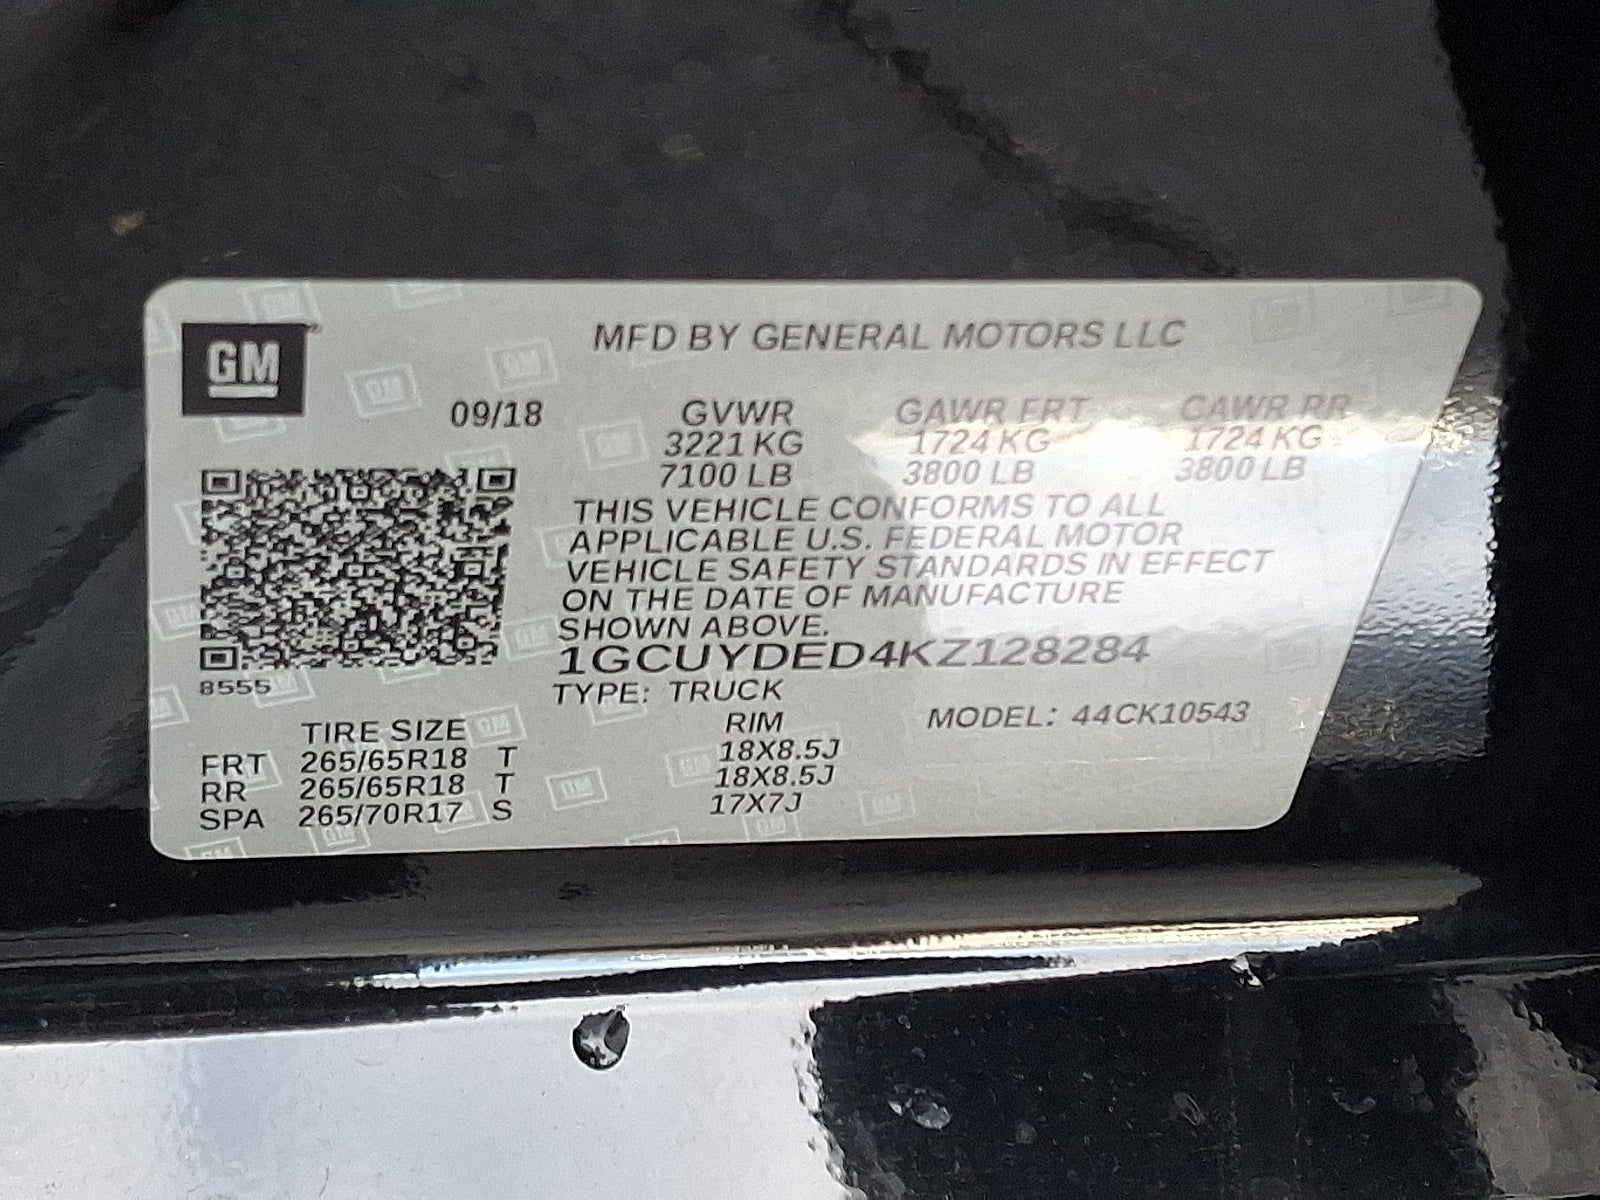 GM
MFD BY GENERAL MOTORS LLC
09/18 GVWR GAWR FRT GAWR RR
3221 KG 1724 KG 1724 KG
7100 LB 3800 LB 3800 LB
THIS VEHICLE CONFORMS TO ALL
APPLICABLE U.S. FEDERAL MOTOR
VEHICLE SAFETY STANDARDS IN EFFECT
ON THE DATE OF MANUFACTURE
SHOWN ABOVE.
1GCUYDED4KZ128284
8555 TYPE: TRUCK
TIRE SIZE RIM MODEL: 44CK10543
FRT 265/65R18 T 18X8.5J
RR 265/65R18 T 18X8.5J
SPA 265/70R17 S 17X7J